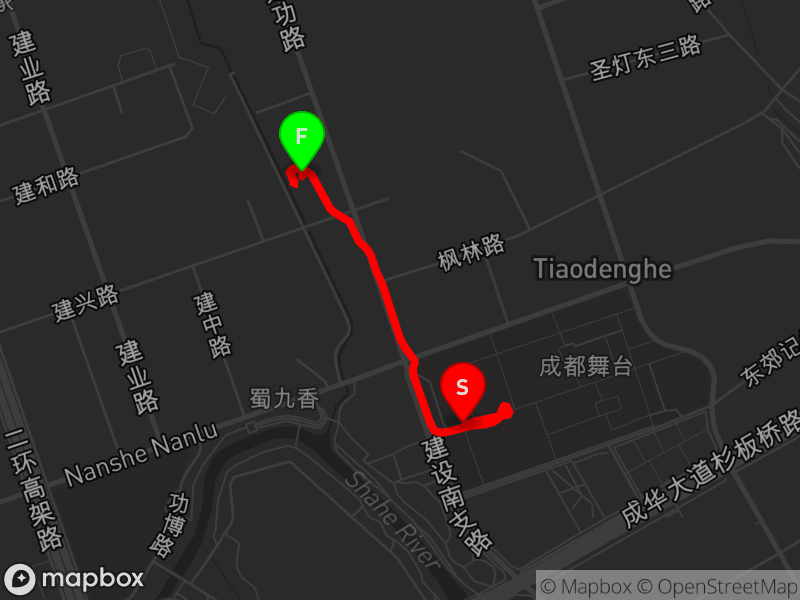 路
功路
建业路
圣灯东三路
F
建和路
枫林路
Tiaodenghe
建兴路
建中路
建业路
成都舞台
东郊记
S
蜀九香
Nanshe Nanlu
二环高架路
功博路
Shahe River
建设南支路
成华大道杉板桥路
mapbox
© Mapbox © OpenStreetMap